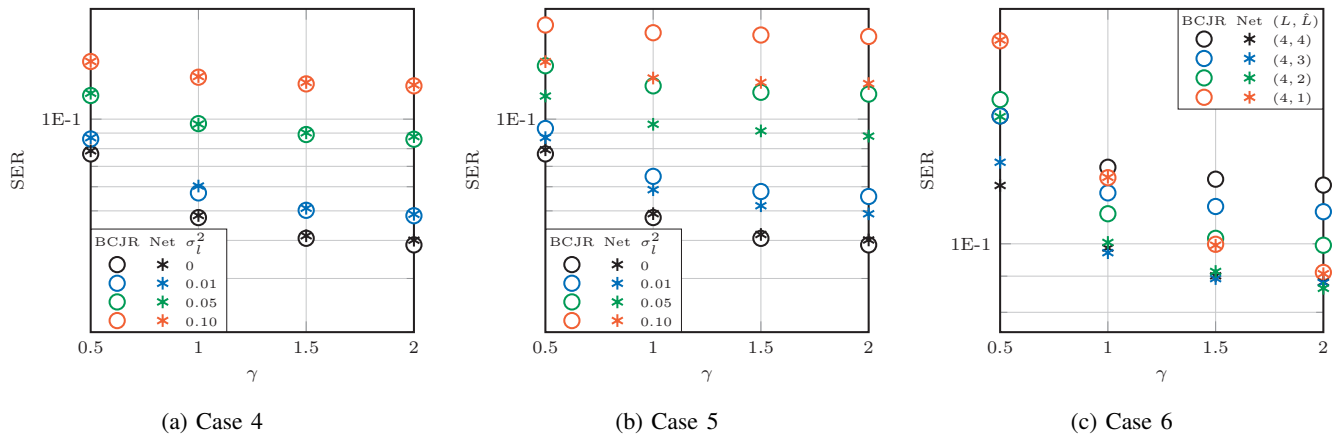 1E-1
SER
BCJR Net σ_l^2
0
0.01
0.05
0.10
0.5 1 1.5 2
γ
(a) Case 4
1E-1
SER
BCJR Net σ_l^2
0
0.01
0.05
0.10
0.5 1 1.5 2
γ
(b) Case 5
BCJR Net (L, L̂)
(4, 4)
(4, 3)
(4, 2)
(4, 1)
1E-1
SER
0.5 1 1.5 2
γ
(c) Case 6